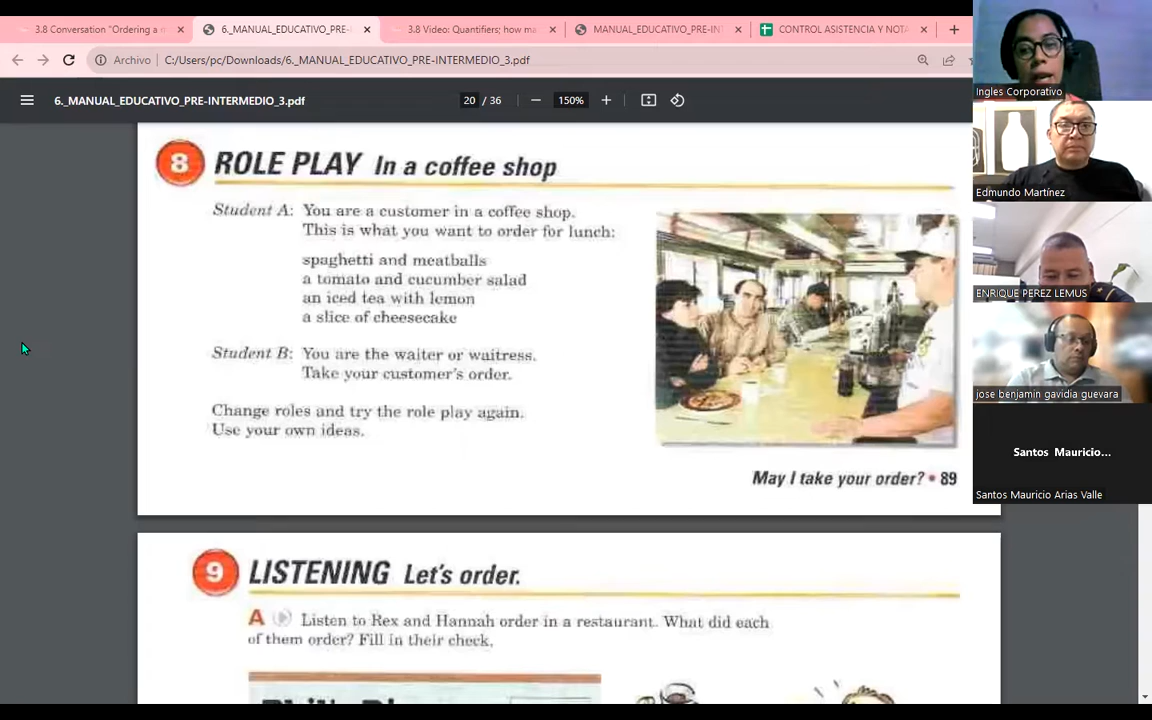 3.8 Conversation "Ordering a
6._MANUAL_EDUCATIVO_PRE-
3.8 Video: Quantifiers; how ma
MANUAL_EDUCATIVO_PRE-INT
CONTROL ASISTENCIA Y NOTA
Archivo
C:/Users/pc/Downloads/6._MANUAL_EDUCATIVO_PRE-INTERMEDIO_3.pdf
6._MANUAL_EDUCATIVO_PRE-INTERMEDIO_3.pdf
20 / 36
150%
8 ROLE PLAY In a coffee shop
Student A: You are a customer in a coffee shop.
This is what you want to order for lunch:
spaghetti and meatballs
a tomato and cucumber salad
an iced tea with lemon
a slice of cheesecake
Student B: You are the waiter or waitress.
Take your customer's order.
Change roles and try the role play again.
Use your own ideas.
May I take your order? • 89
9 LISTENING Let's order.
A Listen to Rex and Hannah order in a restaurant. What did each
of them order? Fill in their check.
Ingles Corporativo
Edmundo Martínez
ENRIQUE PEREZ LEMUS
jose benjamin gavidia guevara
Santos Mauricio...
Santos Mauricio Arias Valle